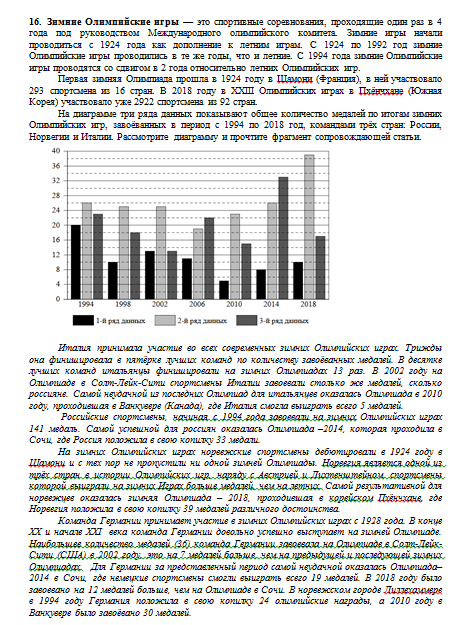 16. Зимние Олимпийские игры — это спортивные соревнования, проходящие один раз в 4
года под руководством Международного олимпийского комитета. Зимние игры начали
проводиться с 1924 года как дополнение к летним играм. С 1924 по 1992 год зимние
Олимпийские игры проводились в те же годы, что и летние. С 1994 года зимние Олимпийские
игры проводятся со сдвигом в 2 года относительно летних Олимпийских игр.
Первая зимняя Олимпиада прошла в 1924 году в Шамони (Франция), в ней участвовало
293 спортсмена из 16 стран. В 2018 году в XXIII Олимпийских играх в Пхёнчхане (Южная
Корея) участвовало уже 2922 спортсмена из 92 стран.
На диаграмме три ряда данных показывают общее количество медалей по итогам зимних
Олимпийских игр, завоёванных в период с 1994 по 2018 год, командами трёх стран: России,
Норвегии и Италии. Рассмотрите диаграмму и прочтите фрагмент сопровождающей статьи.
40
36
32
28
24
20
16
12
8
4
0
1994 1998 2002 2006 2010 2014 2018
1-й ряд данных 2-й ряд данных 3-й ряд данных
Италия принимала участие во всех современных зимних Олимпийских играх. Трижды
она финишировала в пятёрке лучших команд по количеству завоёванных медалей. В десятке
лучших команд итальянцы финишировали на зимних Олимпиадах 13 раз. В 2002 году на
Олимпиаде в Солт-Лейк-Сити спортсмены Италии завоевали столько же медалей, сколько
россияне. Самой неудачной из последних Олимпиад для итальянцев оказалась Олимпиада в 2010
году, проходившая в Ванкувере (Канада), где Италия смогла выиграть всего 5 медалей.
Российские спортсмены, начиная с 1994 года завоевали на зимних Олимпийских играх
141 медаль. Самой успешной для россиян оказалась Олимпиада –2014, которая проходила в
Сочи, где Россия положила в свою копилку 33 медали.
На зимних Олимпийских играх норвежские спортсмены дебютировали в 1924 году в
Шамони и с тех пор не пропустили ни одной зимней Олимпиады. Норвегия является одной из
трёх стран в истории Олимпийских игр, наряду с Австрией и Лихтенштейном, спортсмены
которой выиграли на зимних Играх больше медалей, чем на летних. Самой результативной для
норвежцев оказалась зимняя Олимпиада – 2018, проходившая в корейском Пхёнчхане, где
Норвегия положила в свою копилку 39 медалей различного достоинства.
Команда Германии принимает участие в зимних Олимпийских играх с 1928 года. В конце
XX и начале XXI века команда Германии довольно успешно выступает на зимней Олимпиаде.
Наибольшее количество медалей (36) команда Германии завоевала на Олимпиаде в Солт-Лейк-
Сити (США) в 2002 году, это на 7 медалей больше, чем на предыдущей и последующей зимних
Олимпиадах. Для Германии за представленный период самой неудачной оказалась Олимпиада–
2014 в Сочи, где немецкие спортсмены смогли выиграть всего 19 медалей. В 2018 году было
завоевано на 12 медалей больше, чем на Олимпиаде в Сочи. В норвежском городе Лиллехаммере
в 1994 году Германия положила в свою копилку 24 олимпийские награды, а 2010 году в
Ванкувере было завоёвано 30 медалей.